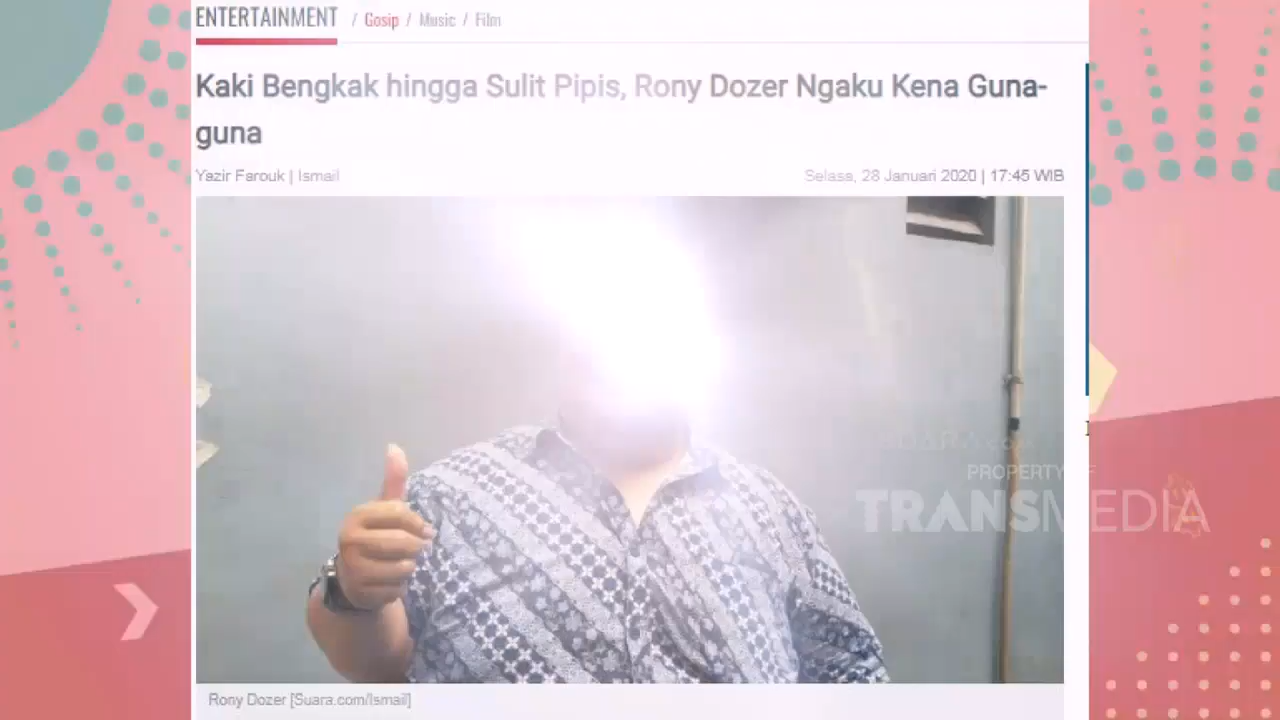 ENTERTAINMENT / Gosip / Music / Film
Kaki Bengkak hingga Sulit Pipis, Rony Dozer Ngaku Kena Guna-
guna
Yazir Farouk | Ismail
Selasa, 28 Januari 2020 | 17:45 WIB
PROPERTY OF
TRANSMEDIA
Rony Dozer [Suara.com/Ismail]